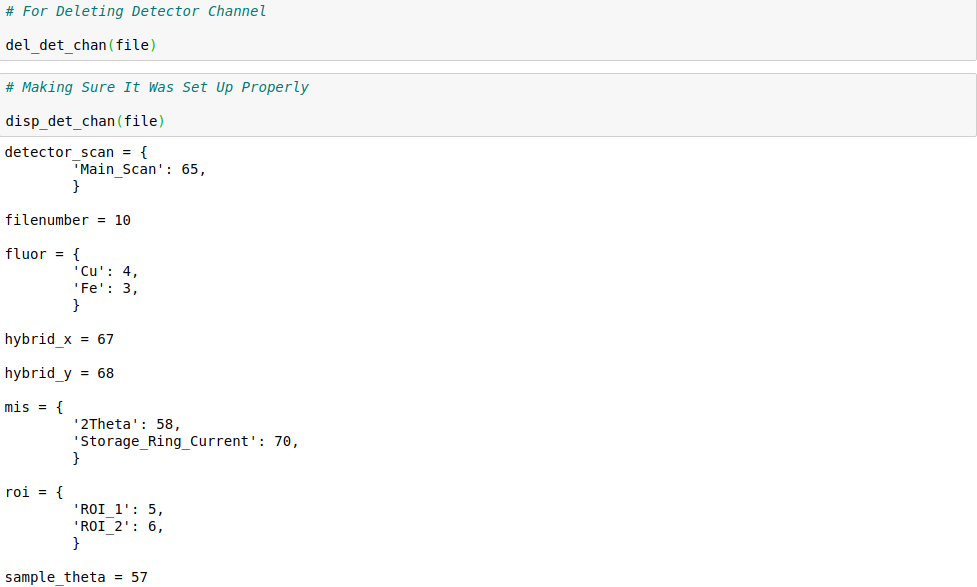 # For Deleting Detector Channel
del_det_chan(file)
# Making Sure It Was Set Up Properly
disp_det_chan(file)
detector_scan = {
        'Main_Scan': 65,
        }
filenumber = 10
fluor = {
        'Cu': 4,
        'Fe': 3,
        }
hybrid_x = 67
hybrid_y = 68
mis = {
        '2Theta': 58,
        'Storage_Ring_Current': 70,
        }
roi = {
        'ROI_1': 5,
        'ROI_2': 6,
        }
sample_theta = 57